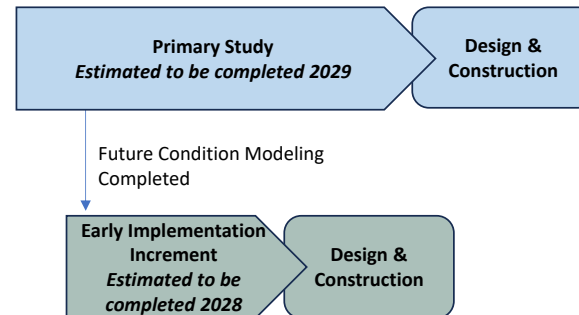 Primary Study
Estimated to be completed 2029
Design &
Construction
Future Condition Modeling
Completed
Early Implementation
Increment
Estimated to be
completed 2028
Design &
Construction